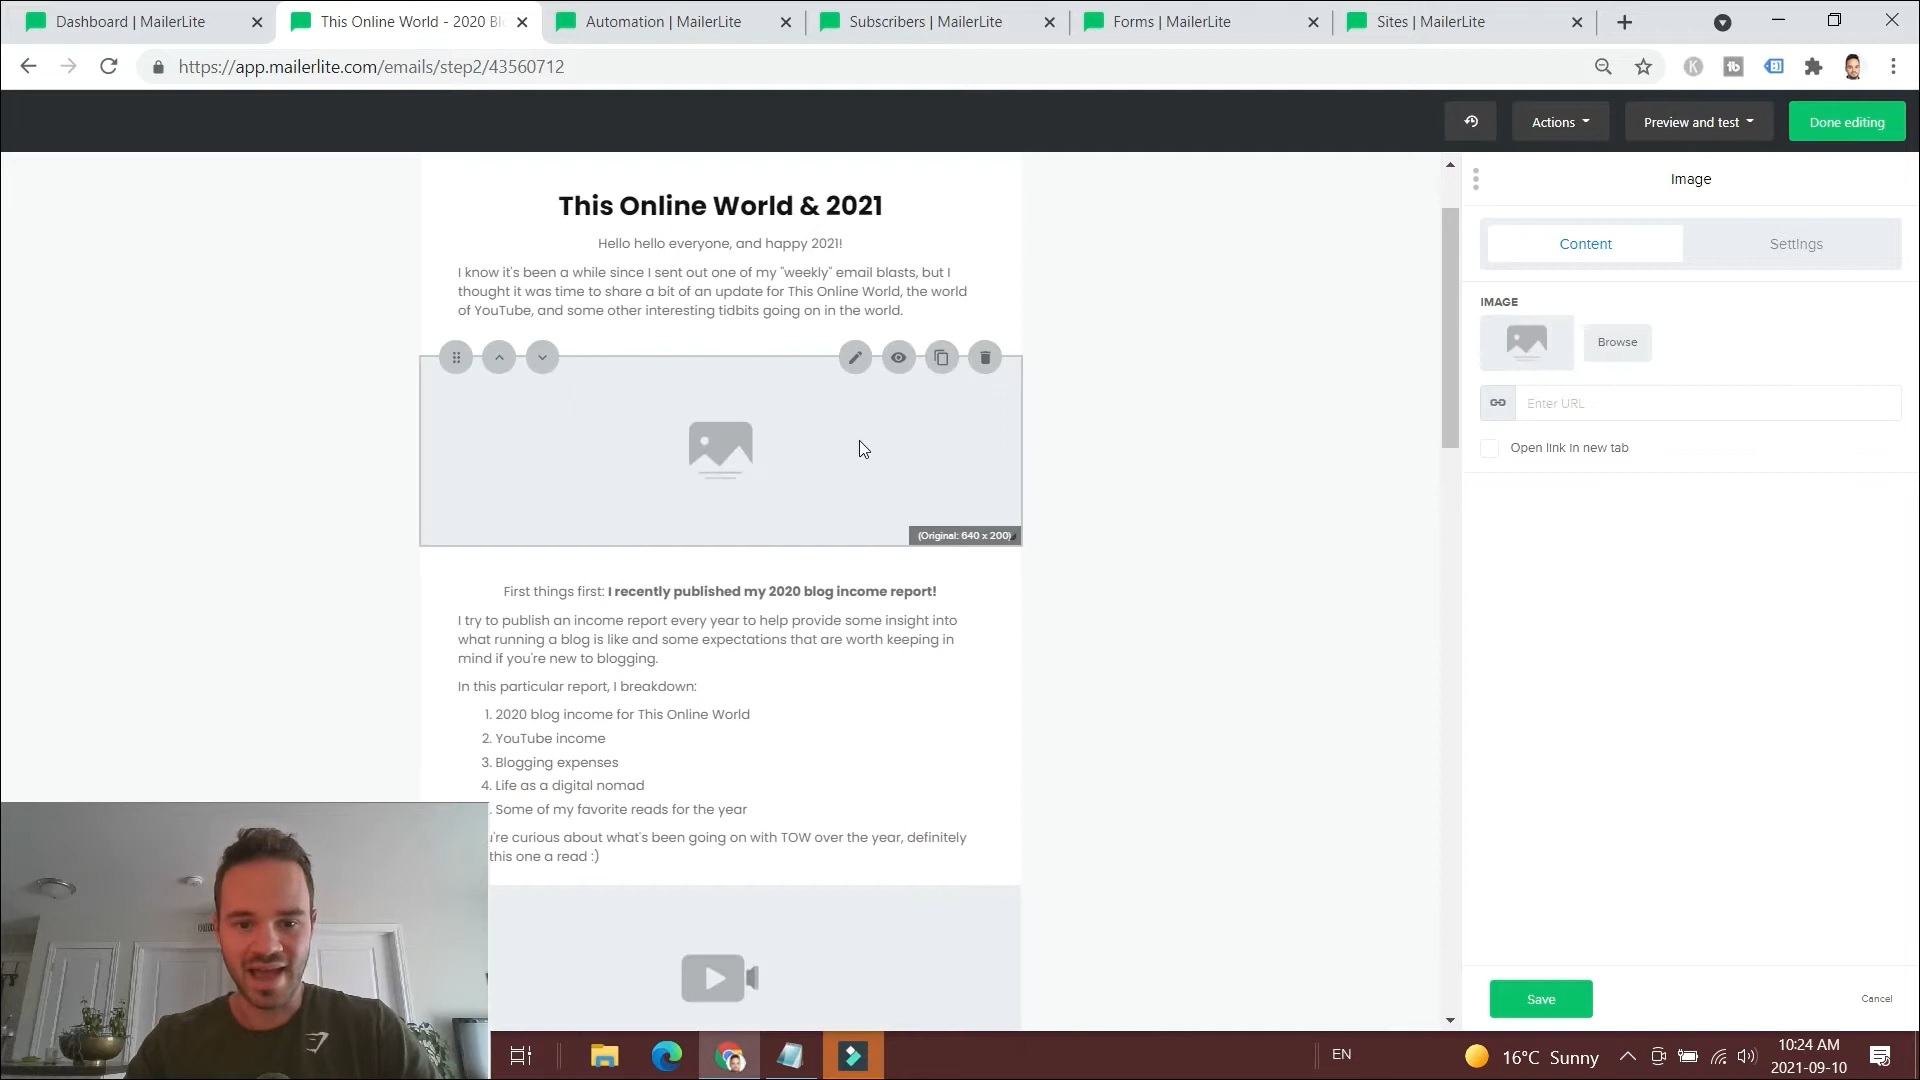 Dashboard | MailerLite
This Online World - 2020 Bl
Automation | MailerLite
Subscribers | MailerLite
Forms | MailerLite
Sites | MailerLite
https://app.mailerlite.com/emails/step2/43560712
Actions
Preview and test
Done editing
This Online World & 2021
Hello hello everyone, and happy 2021!
I know it's been a while since I sent out one of my "weekly" email blasts, but I
thought it was time to share a bit of an update for This Online World, the world
of YouTube, and some other interesting tidbits going on in the world.
(Original: 640 x 200)
First things first: I recently published my 2020 blog income report!
I try to publish an income report every year to help provide some insight into
what running a blog is like and some expectations that are worth keeping in
mind if you're new to blogging.
In this particular report, I breakdown:
1. 2020 blog income for This Online World
2. YouTube income
3. Blogging expenses
4. Life as a digital nomad
. Some of my favorite reads for the year
're curious about what's been going on with TOW over the year, definitely
this one a read :)
Image
Content
Settings
IMAGE
Browse
Enter URL
Open link in new tab
Save
Cancel
EN
16°C Sunny
10:24 AM
2021-09-10